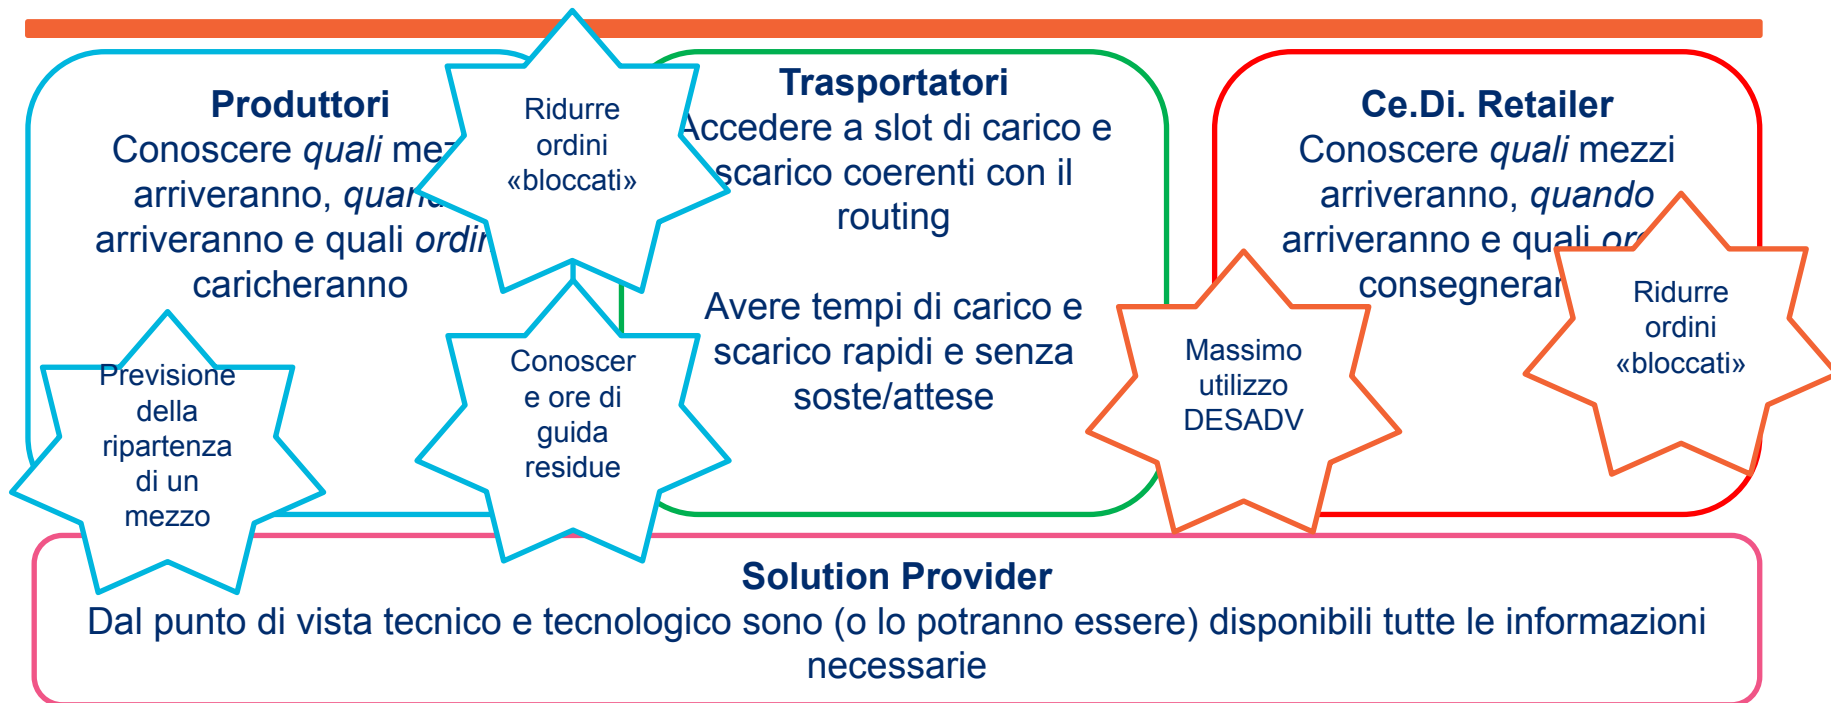 Produttori
Conoscere quali mez
arriveranno, quan
arriveranno e quali ordin
caricheranno
Ridurre
ordini
«bloccati»
Previsione
della
ripartenza
di un
mezzo
Conoscer
e ore di
guida
residue
Trasportatori
Accedere a slot di carico e
scarico coerenti con il
routing
Avere tempi di carico e
scarico rapidi e senza
soste/attese
Ce.Di. Retailer
Conoscere quali mezzi
arriveranno, quando
arriveranno e quali or
consegnera
Massimo
utilizzo
DESADV
Ridurre
ordini
«bloccati»
Solution Provider
Dal punto di vista tecnico e tecnologico sono (o lo potranno essere) disponibili tutte le informazioni
necessarie